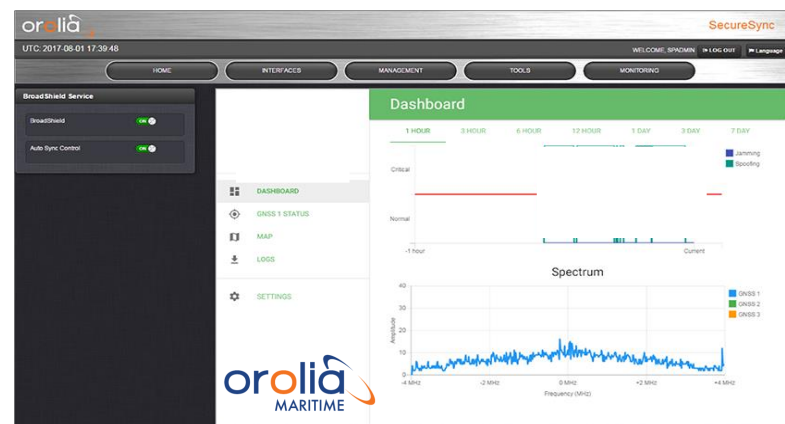 orolia
SecureSync
UTC: 2017-08-01 17:39:48
WELCOME, SPADMIN
LOG OUT
Language
HOME
INTERFACES
MANAGEMENT
TOOLS
MONITORING
BroadShield Service
BroadShield
ON
Auto Sync Control
ON
DASHBOARD
GNSS 1 STATUS
MAP
LOGS
SETTINGS
Dashboard
1 HOUR 3 HOUR 6 HOUR 12 HOUR 1 DAY 3 DAY 7 DAY
Jamming
Spoofing
Critical
Normal
-1 hour
Current
Spectrum
40
30
20
10
0
Amplitude
-4 MHz -2 MHz 0 MHz +2 MHz +4 MHz
Frequency (MHz)
GNSS 1
GNSS 2
GNSS 3
orolia
MARITIME